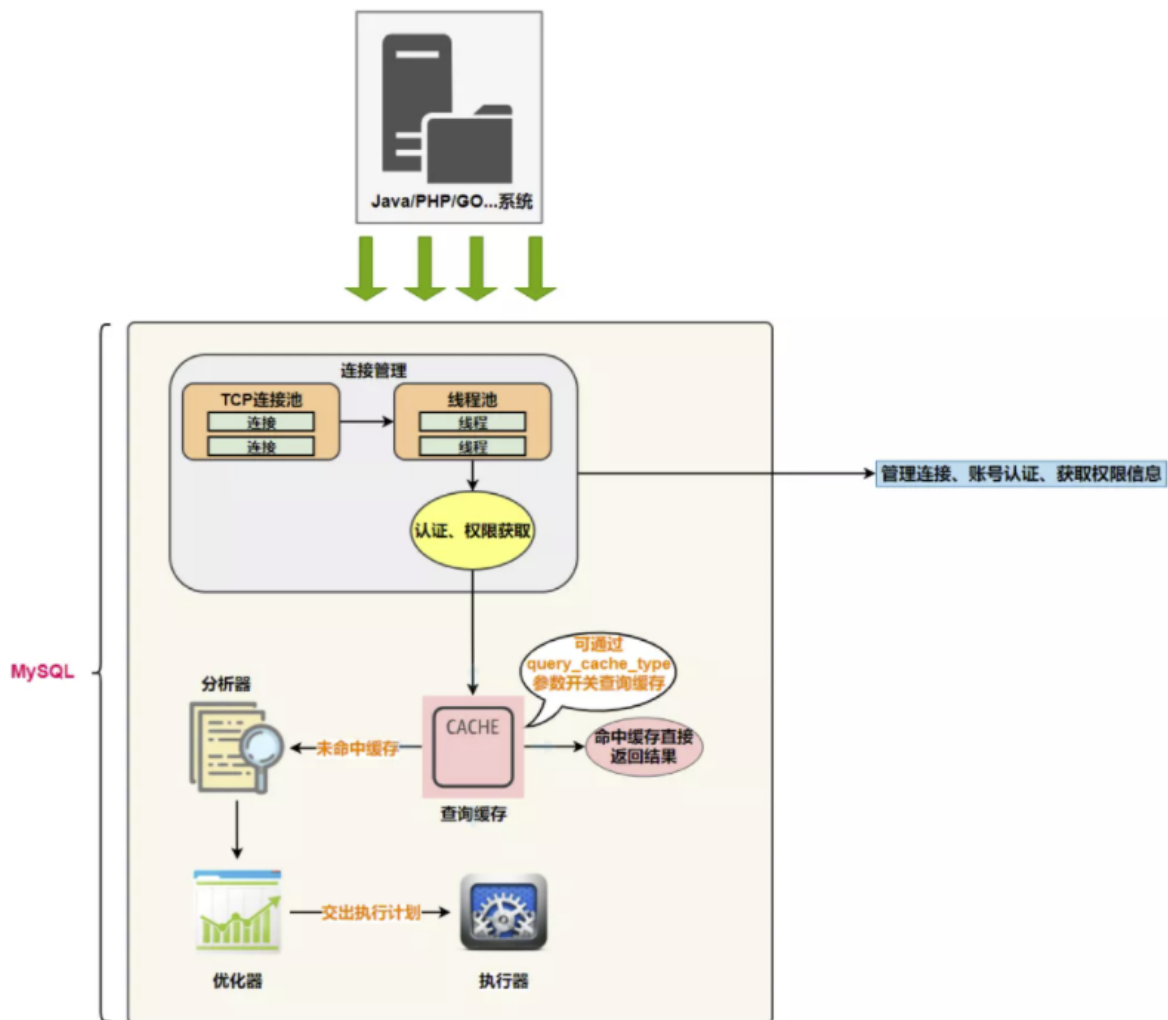 Java/PHP/GO...系统
连接管理
TCP连接池
连接
连接
线程池
线程
线程
认证、权限获取
管理连接、账号认证、获取权限信息
MySQL
可通过
query_cache_type
参数开关查询缓存
分析器
未命中缓存
CACHE
查询缓存
命中缓存直接
返回结果
优化器
交出执行计划
执行器